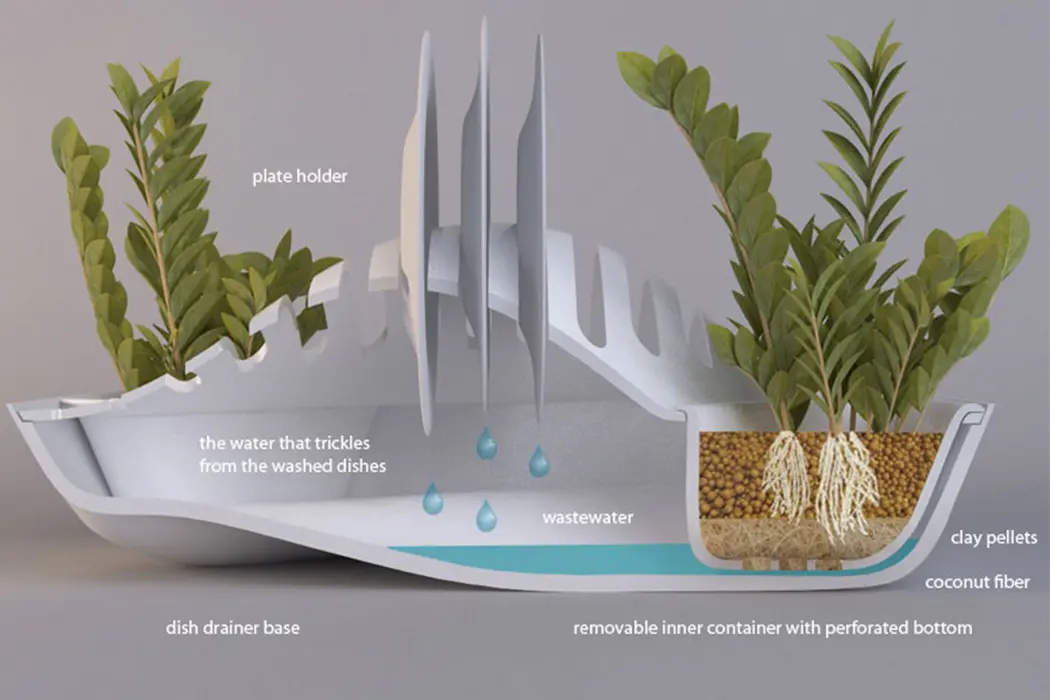 plate holder
the water that trickles
from the washed dishes
wastewater
clay pellets
coconut fiber
dish drainer base
removable inner container with perforated bottom